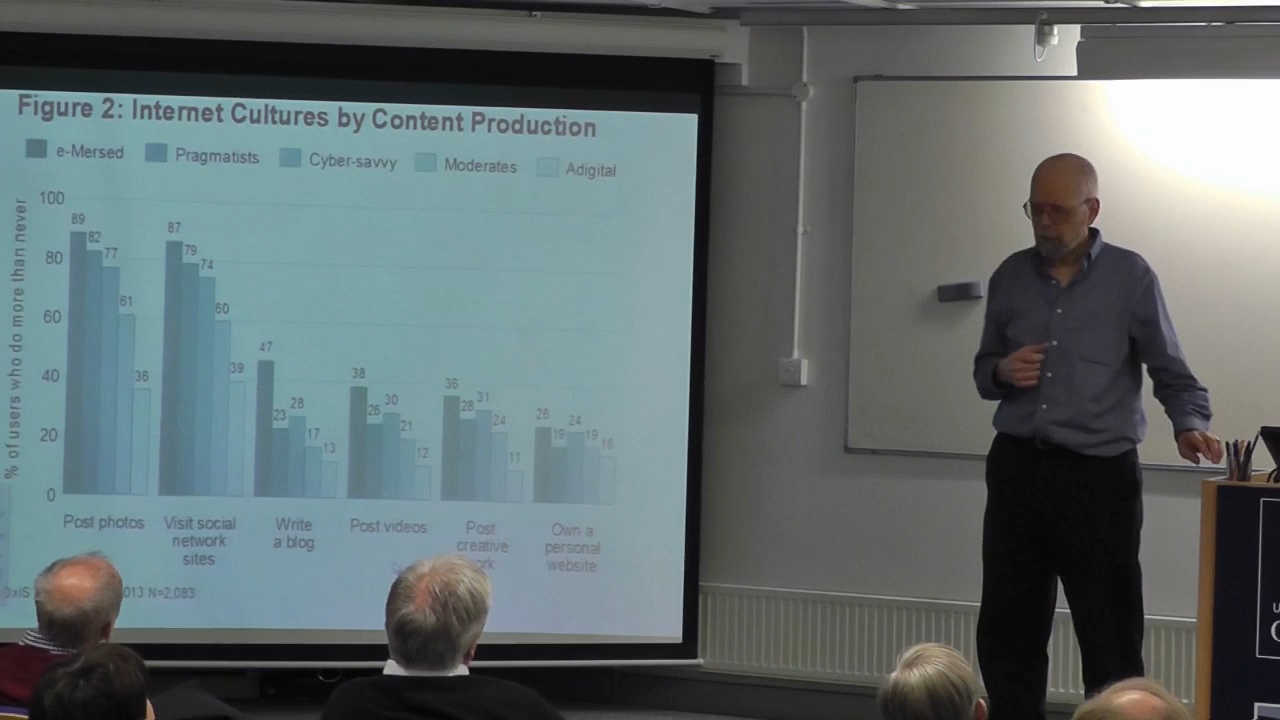 Figure 2: Internet Cultures by Content Production
e-Mersed Pragmatists Cyber-savvy Moderates Adigital
% of users who do more than never
100
80
60
40
20
0
89 82 77 61 36
87 79 74 60 39
47 23 28 17 13
38 26 30 21 12
36 28 31 24 11
26 19 24 19 16
Post photos
Visit social
network
sites
Write
a blog
Post videos
Post
creative
Own a
personal
website
2013 N=2,083